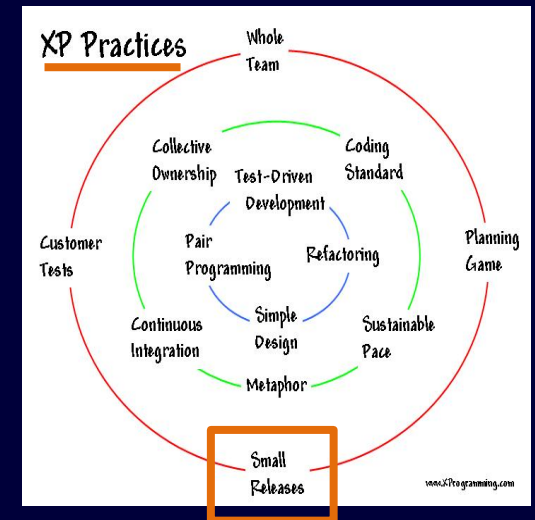 XP Practices
Whole
Team
Collective
Ownership
Coding
Standard
Test-Driven
Development
Customer
Tests
Pair
Programming
Refactoring
Planning
Game
Continuous
Integration
Simple
Design
Sustainable
Pace
Metaphor
Small
Releases
www.XProgramming.com